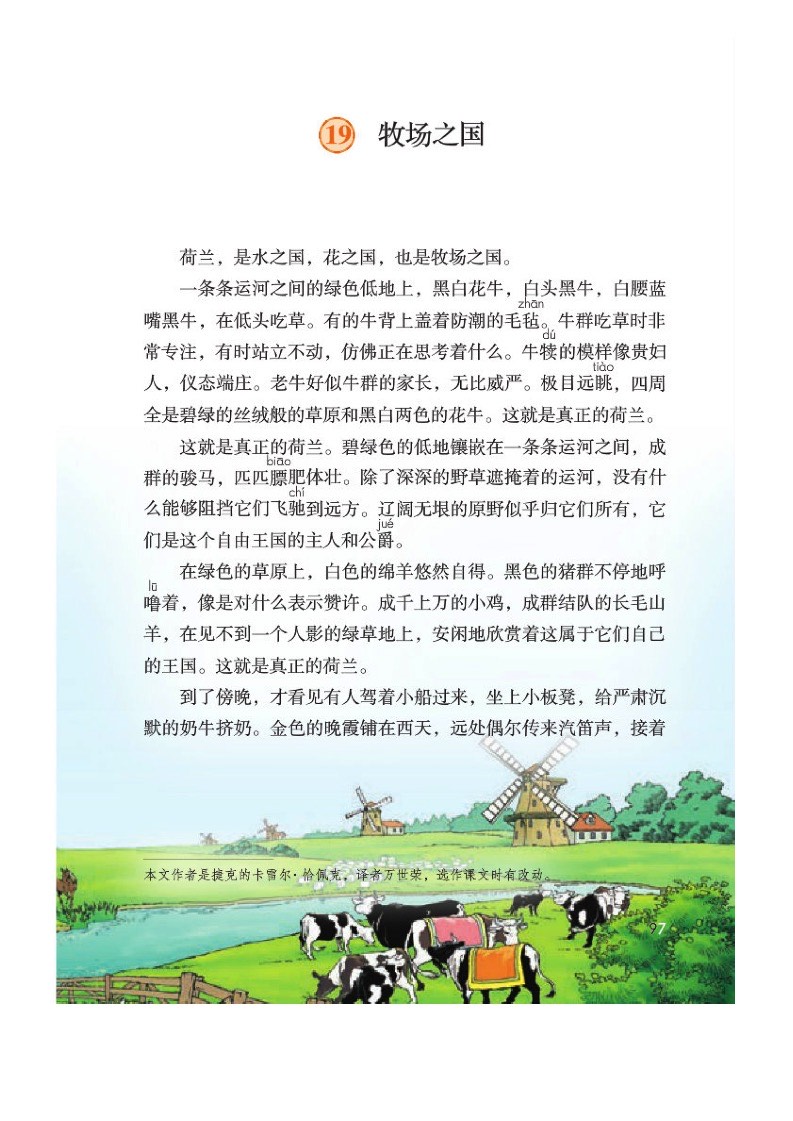 19 牧场之国
荷兰，是水之国，花之国，也是牧场之国。
一条条运河之间的绿色低地上，黑白花牛，白头黑牛，白腰蓝
zhān
嘴黑牛，在低头吃草。有的牛背上盖着防潮的毛毡。牛群吃草时非
dú
常专注，有时站立不动，仿佛正在思考着什么。牛犊的模样像贵妇
tiào
人，仪态端庄。老牛好似牛群的家长，无比威严。极目远眺，四周
全是碧绿的丝绒般的草原和黑白两色的花牛。这就是真正的荷兰。
这就是真正的荷兰。碧绿色的低地镶嵌在一条条运河之间，成
biāo
群的骏马，匹匹膘肥体壮。除了深深的野草遮掩着的运河，没有什
chí
么能够阻挡它们飞驰到远方。辽阔无垠的原野似乎归它们所有，它
jué
们是这个自由王国的主人和公爵。
在绿色的草原上，白色的绵羊悠然自得。黑色的猪群不停地呼
lū
噜着，像是对什么表示赞许。成千上万的小鸡，成群结队的长毛山
羊，在见不到一个人影的绿草地上，安闲地欣赏着这属于它们自己
的王国。这就是真正的荷兰。
到了傍晚，才看见有人驾着小船过来，坐上小板凳，给严肃沉
默的奶牛挤奶。金色的晚霞铺在西天，远处偶尔传来汽笛声，接着
本文作者是捷克的卡雷尔·恰佩克，译者万世荣，选作课文时有改动。
97